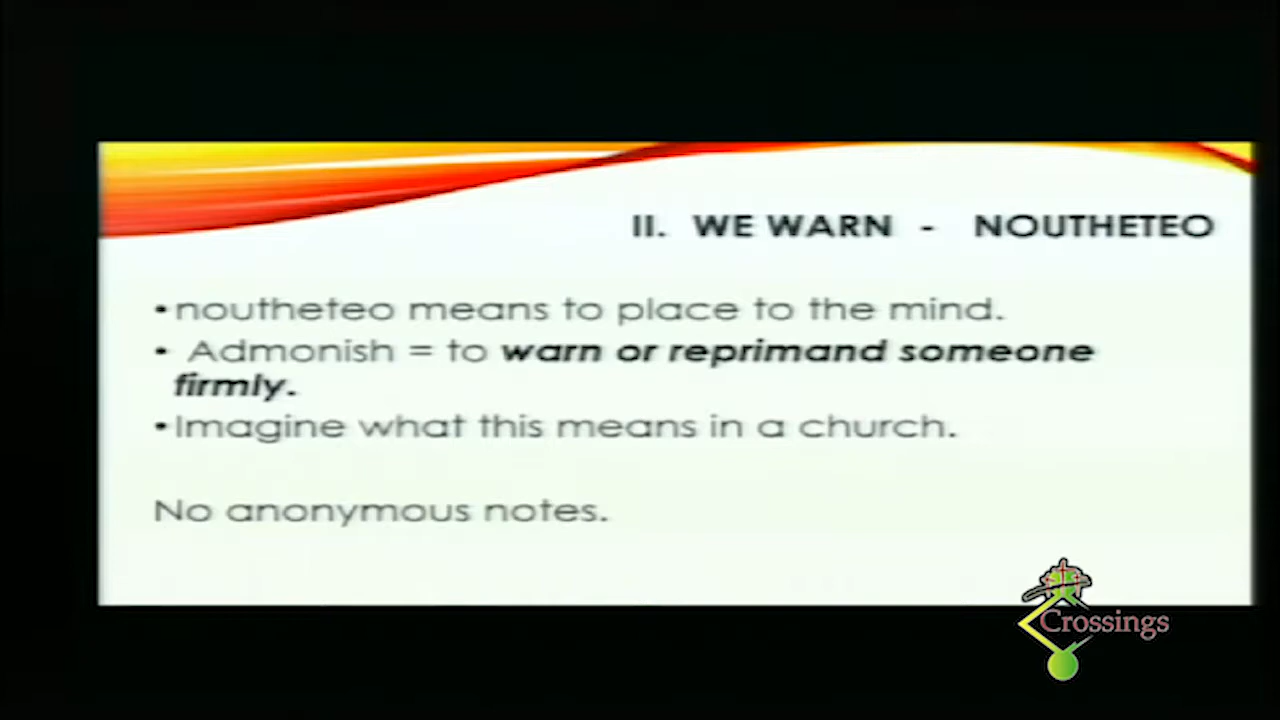 II. WE WARN - NOUTHETEO
•noutheteo means to place to the mind.
• Admonish = to warn or reprimand someone
firmly.
•Imagine what this means in a church.
No anonymous notes.
Crossings